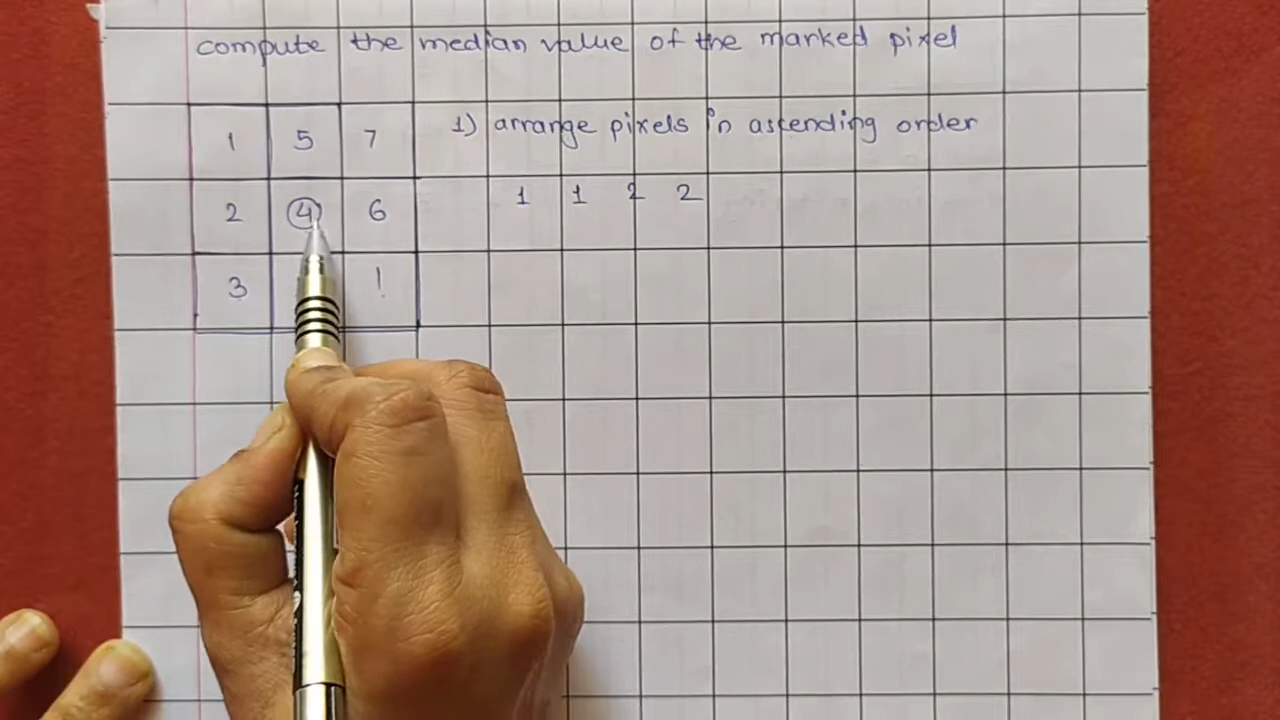 compute the median value of the marked pixel
1 5 7
1) arrange pixels in ascending order
2 4 6
1 1 2 2
3 1